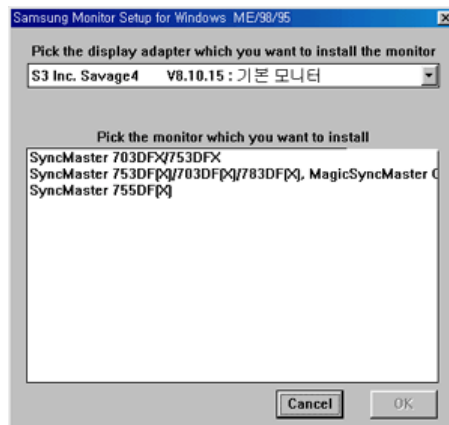 Samsung Monitor Setup for Windows ME/98/95
Pick the display adapter which you want to install the monitor
S3 Inc. Savage4 V8.10.15 : 기본 모니터
Pick the monitor which you want to install
SyncMaster 703DFX/753DFX
SyncMaster 753DF[X]/703DF[X]/783DF[X], MagicSyncMaster
SyncMaster 755DF[X]
Cancel OK